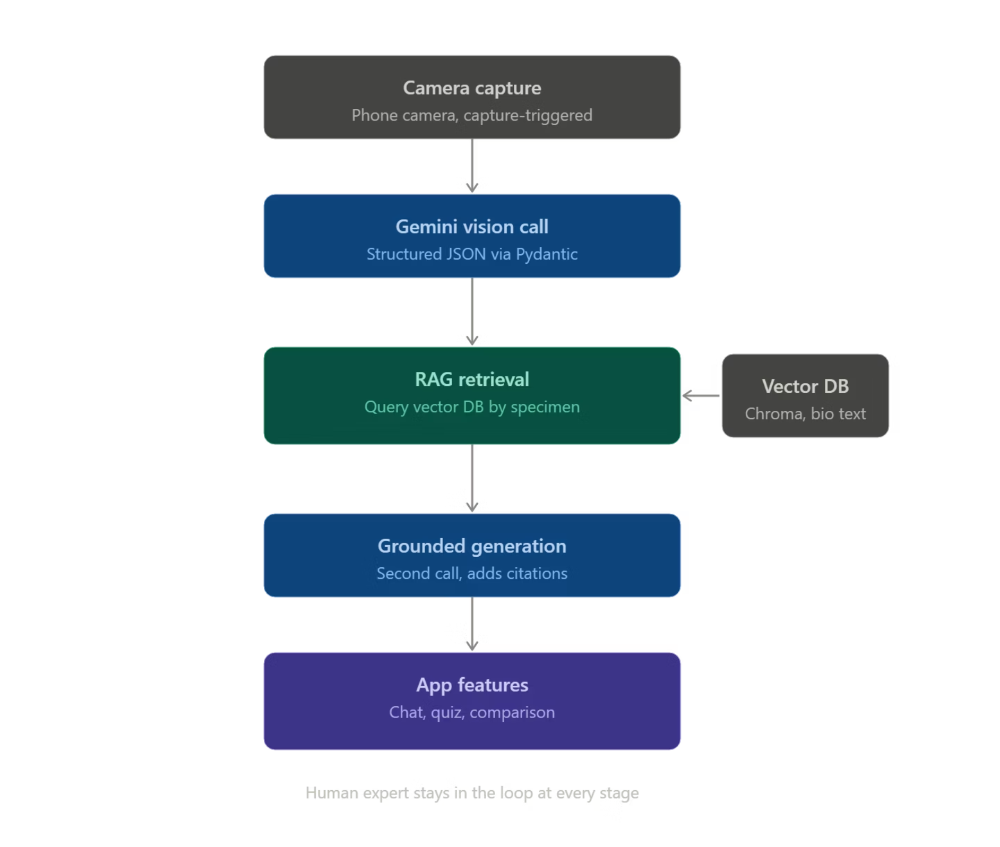 Camera capture
Phone camera, capture-triggered
Gemini vision call
Structured JSON via Pydantic
RAG retrieval
Query vector DB by specimen
Vector DB
Chroma, bio text
Grounded generation
Second call, adds citations
App features
Chat, quiz, comparison
Human expert stays in the loop at every stage